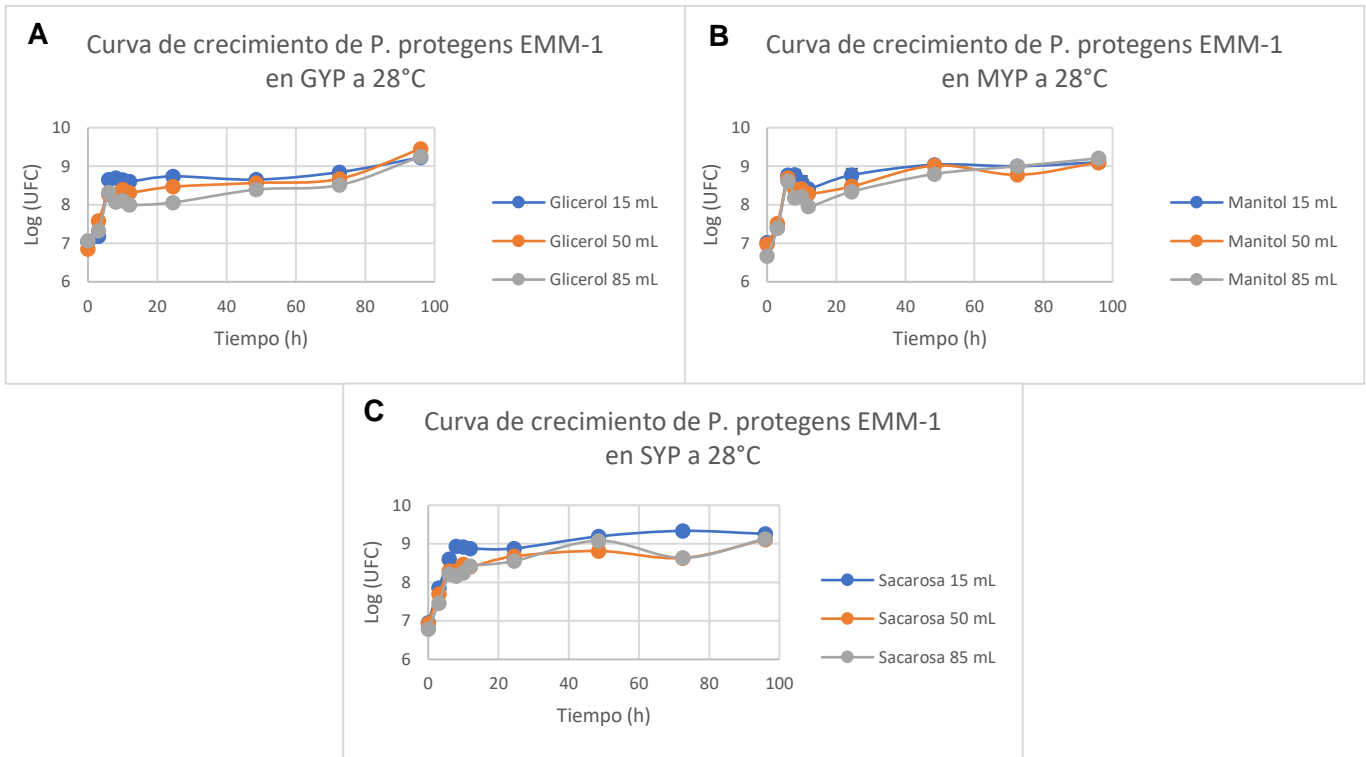 A
Curva de crecimiento de P. protegens EMM-1
en GYP a 28°C
Log (UFC)
10
9
8
7
6
0
20
40
60
80
100
Tiempo (h)
Glicerol 15 mL
Glicerol 50 mL
Glicerol 85 mL
B
Curva de crecimiento de P. protegens EMM-1
en MYP a 28°C
Log (UFC)
10
9
8
7
6
0
20
40
60
80
100
Tiempo (h)
Manitol 15 mL
Manitol 50 mL
Manitol 85 mL
C
Curva de crecimiento de P. protegens EMM-1
en SYP a 28°C
Log (UFC)
10
9
8
7
6
0
20
40
60
80
100
Tiempo (h)
Sacarosa 15 mL
Sacarosa 50 mL
Sacarosa 85 mL